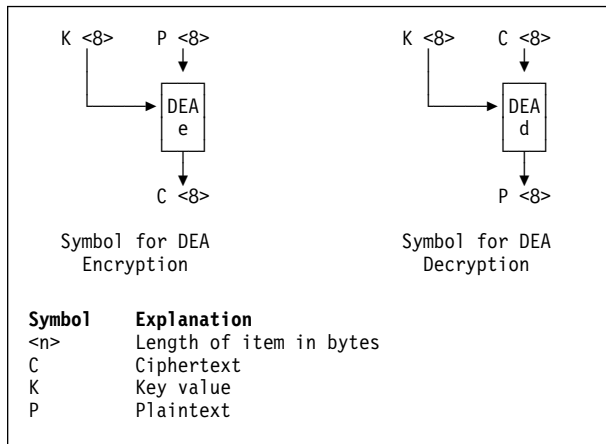 K <8> P <8> K <8> C <8>
DEA DEA
e d
C <8> P <8>
Symbol for DEA Symbol for DEA
Encryption Decryption
Symbol Explanation
<n> Length of item in bytes
C Ciphertext
K Key value
P Plaintext